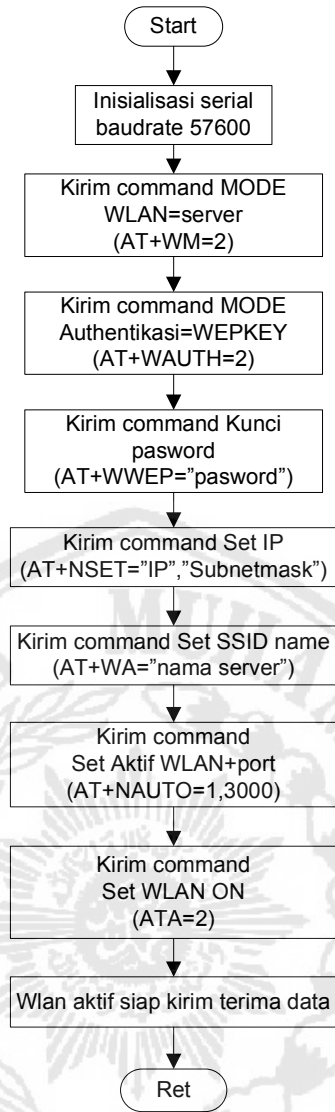 Start
Inisialisasi serial
baudrate 57600
Kirim command MODE
WLAN=server
(AT+WM=2)
Kirim command MODE
Authentikasi=WEPKEY
(AT+WAUTH=2)
Kirim command Kunci
pasword
(AT+WWEP=”pasword”)
Kirim command Set IP
(AT+NSET=”IP”,”Subnetmask”)
Kirim command Set SSID name
(AT+WA=”nama server”)
Kirim command
Set Aktif WLAN+port
(AT+NAUTO=1,3000)
Kirim command
Set WLAN ON
(ATA=2)
Wlan aktif siap kirim terima data
Ret